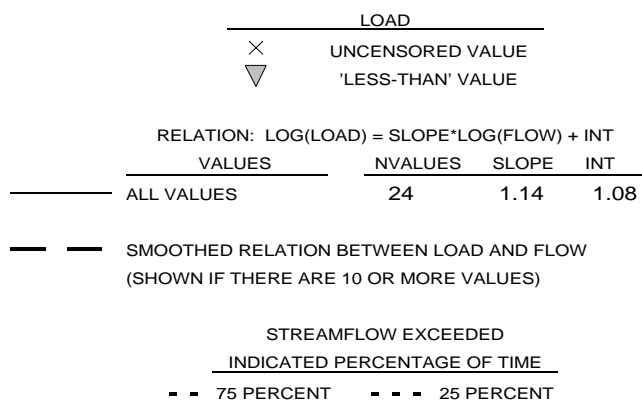 LOAD
UNCENSORED VALUE
'LESS-THAN' VALUE
RELATION: LOG(LOAD) = SLOPE*LOG(FLOW) + INT
VALUES NVALUES SLOPE INT
ALL VALUES 24 1.14 1.08
SMOOTHED RELATION BETWEEN LOAD AND FLOW
(SHOWN IF THERE ARE 10 OR MORE VALUES)
STREAMFLOW EXCEEDED
INDICATED PERCENTAGE OF TIME
75 PERCENT 25 PERCENT